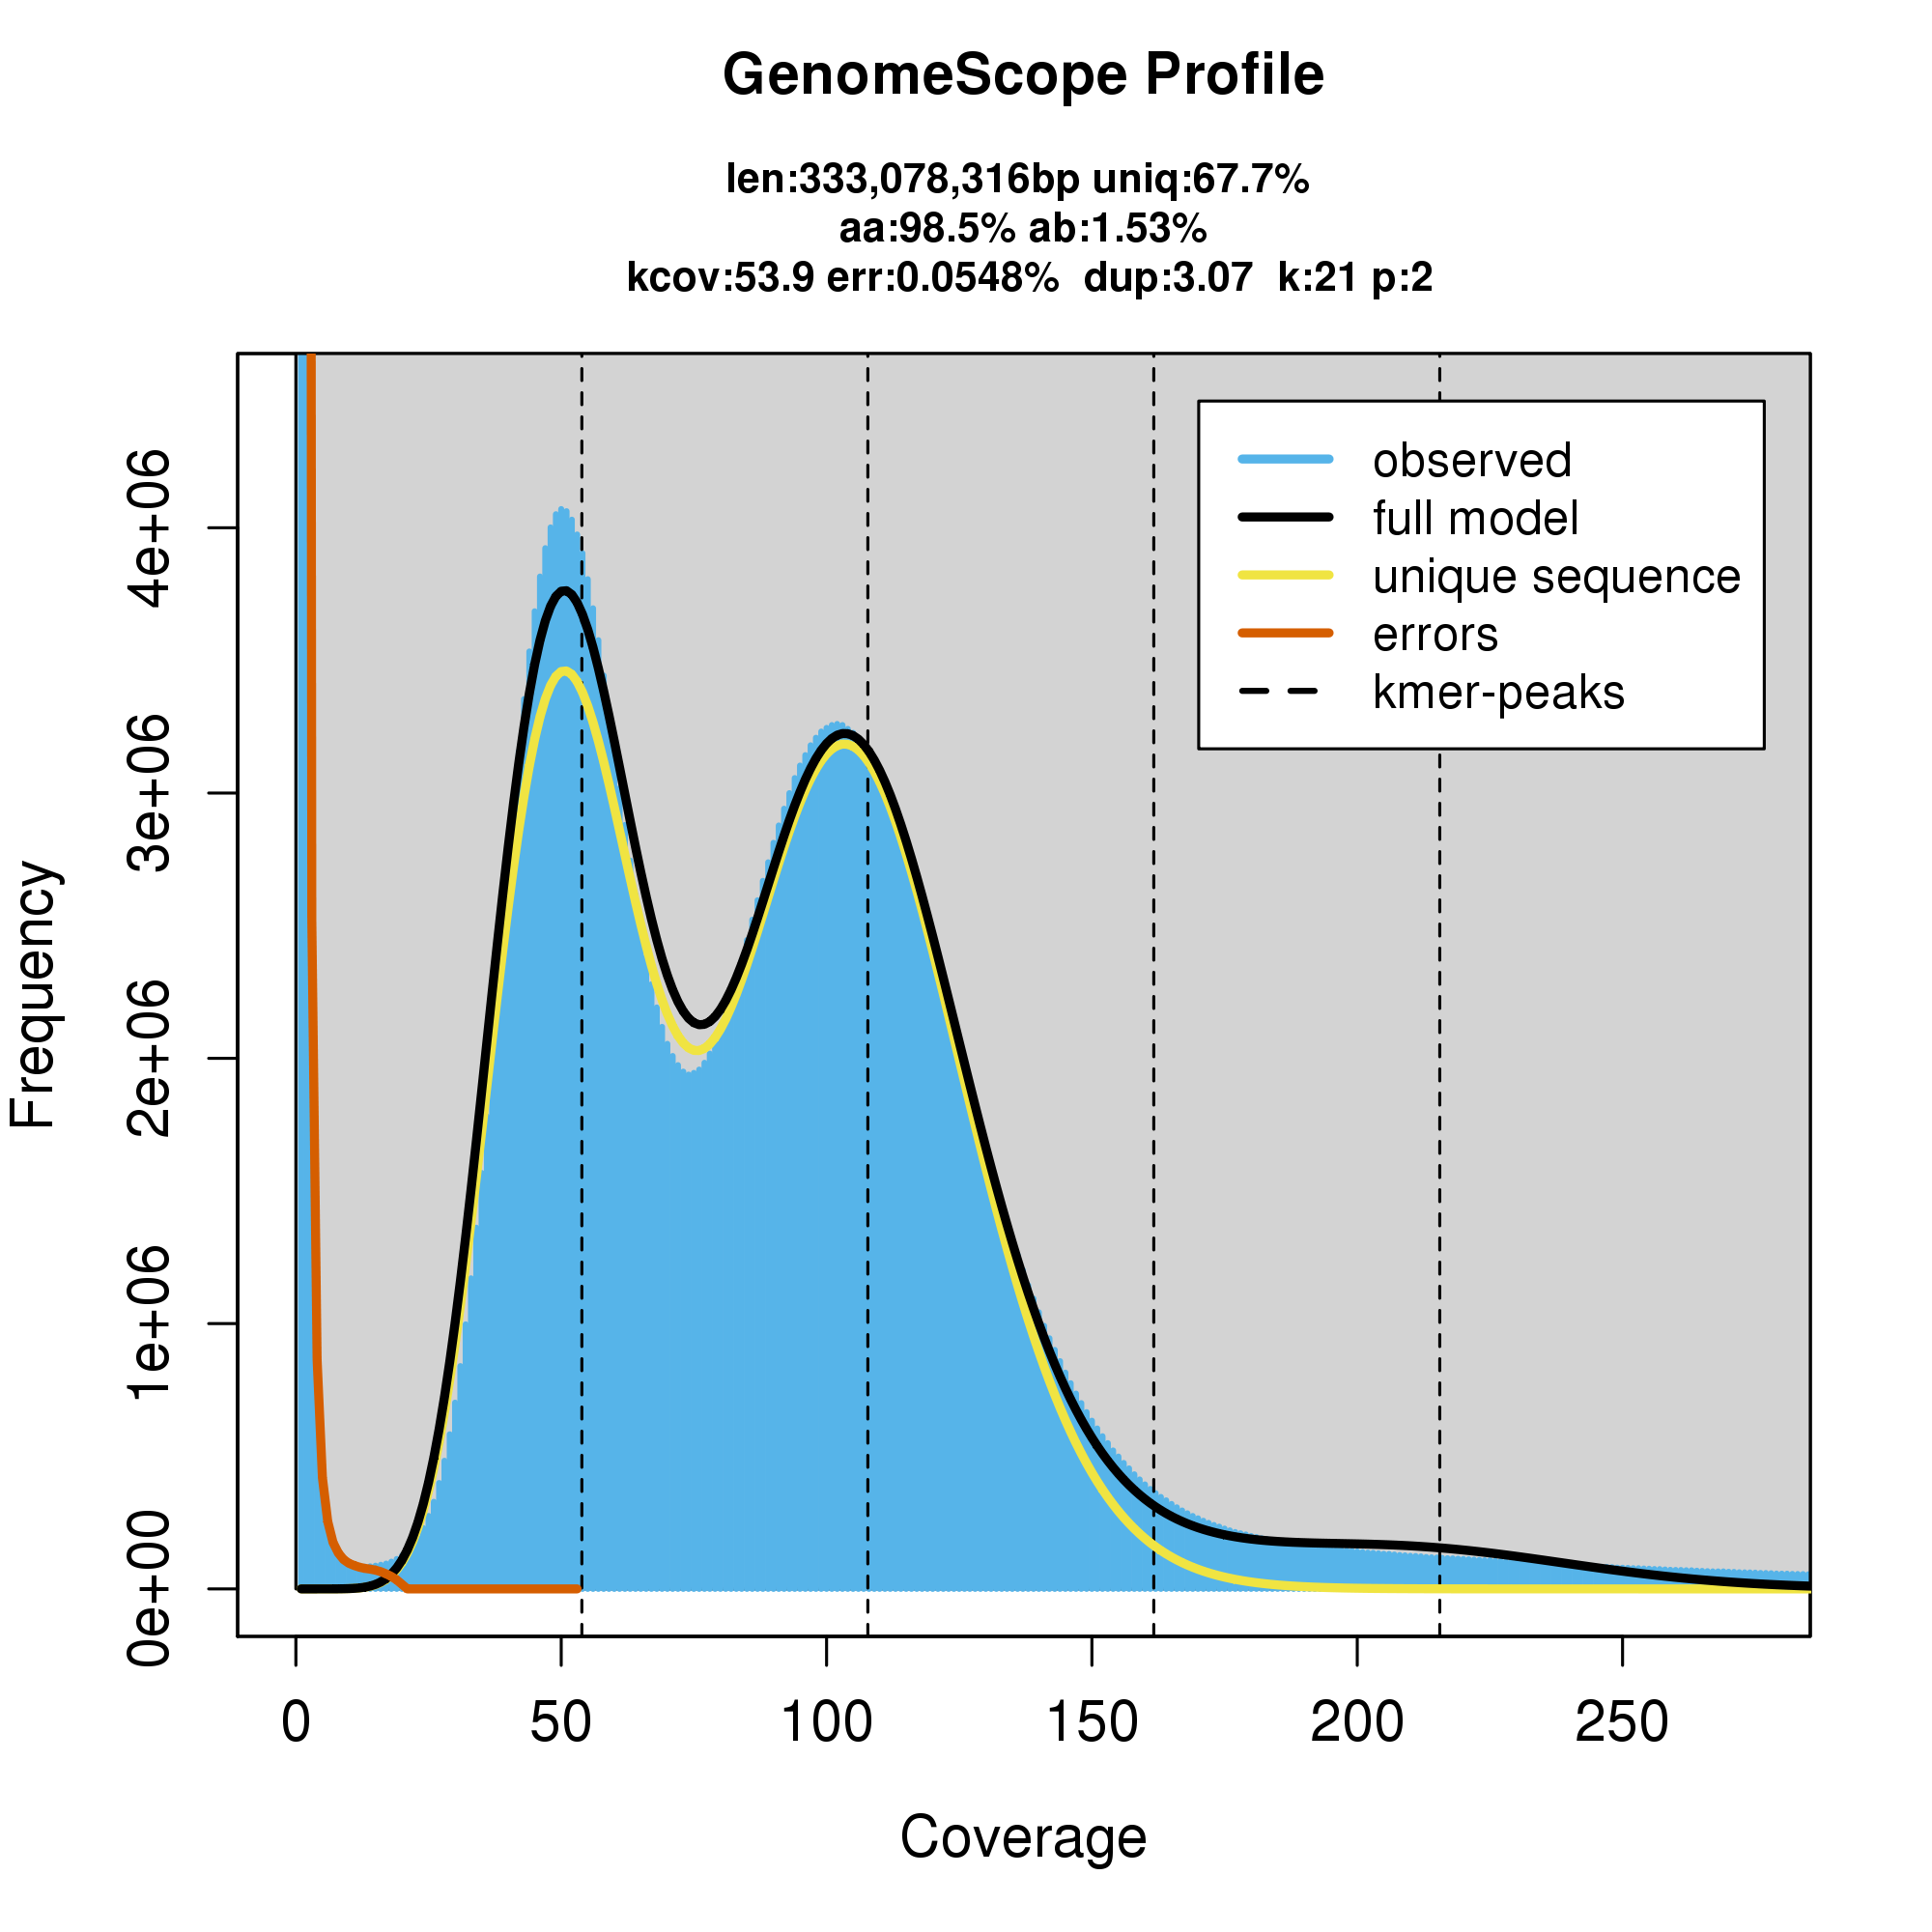 GenomeScope Profile
len:333,078,316bp uniq:67.7%
aa:98.5% ab:1.53%
kcov:53.9 err:0.0548% dup:3.07 k:21 p:2
observed
full model
unique sequence
errors
kmer-peaks
Frequency
4e+06
3e+06
2e+06
1e+06
0e+00
0 50 100 150 200 250
Coverage